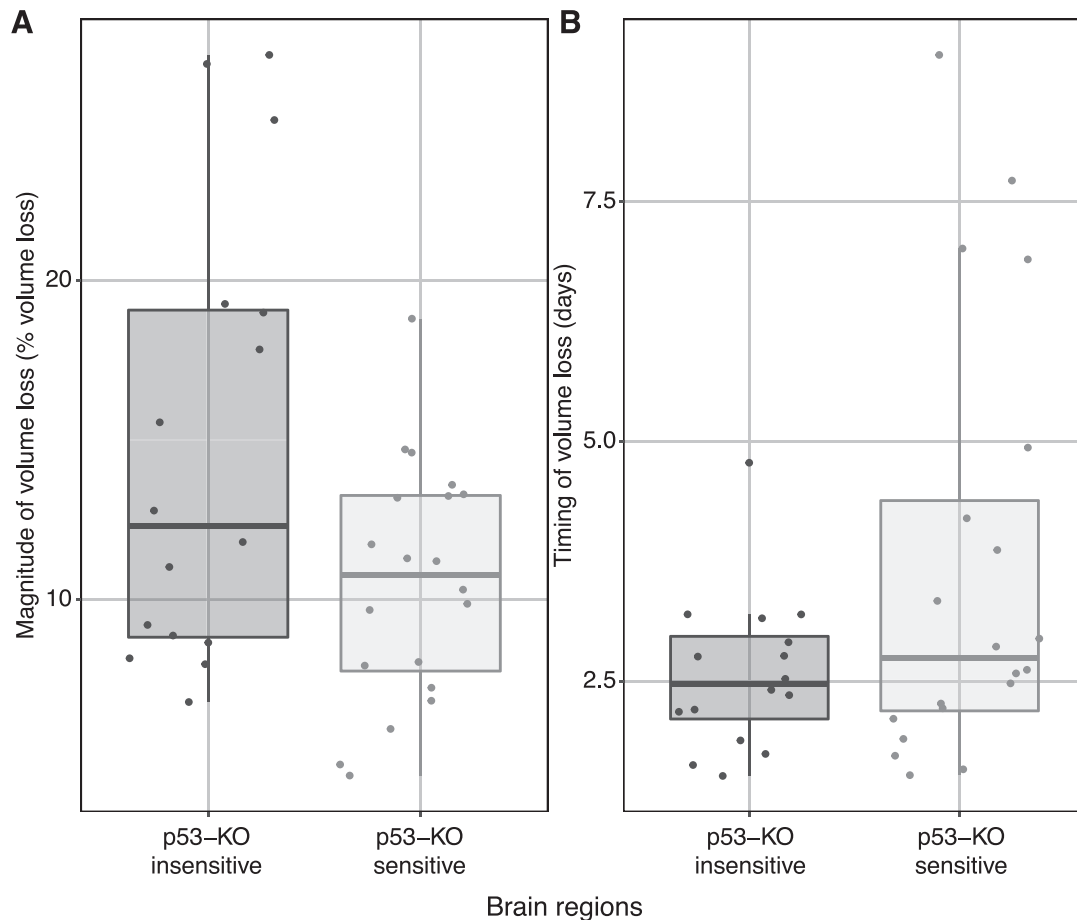 A
Magnitude of volume loss (% volume loss)
20
10
p53–KO
insensitive
p53–KO
sensitive
B
Timing of volume loss (days)
7.5
5.0
2.5
p53–KO
insensitive
p53–KO
sensitive
Brain regions